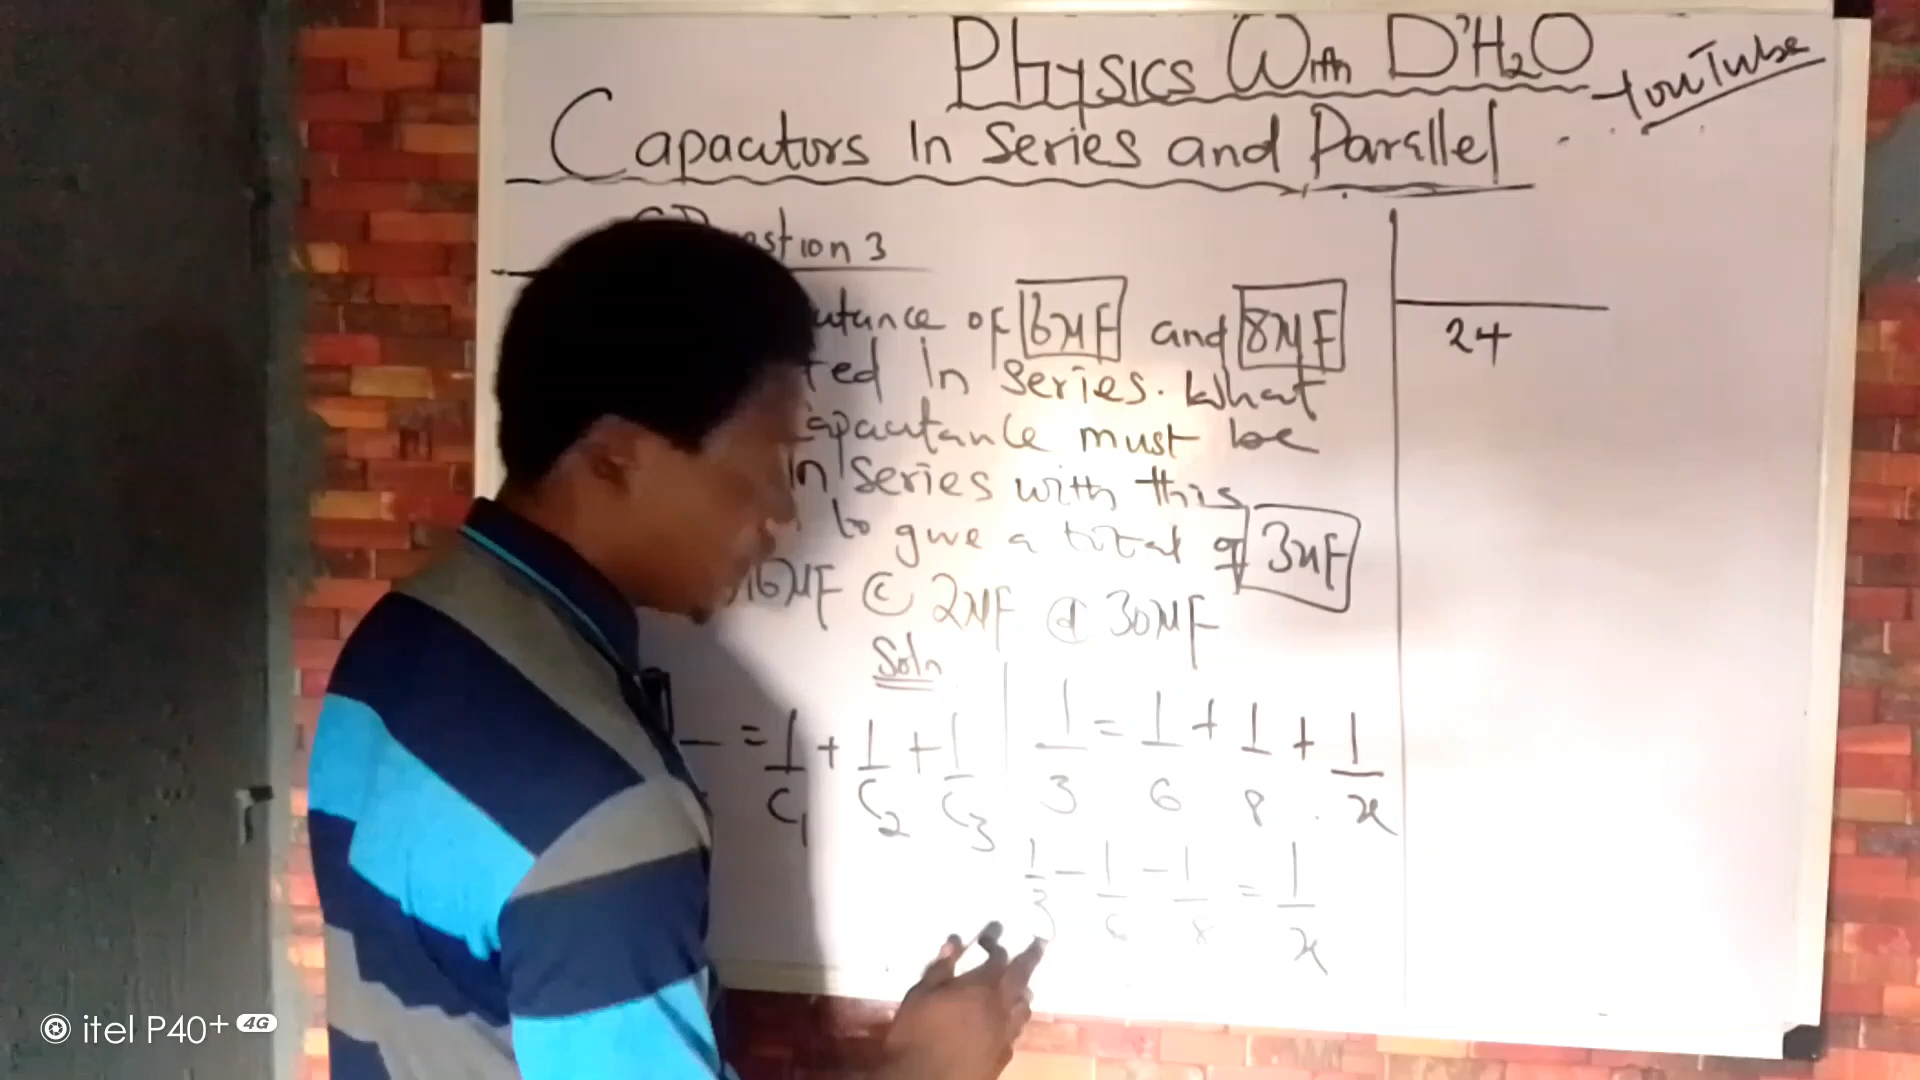 Physics With D'H2O
YouTube
Capacitors In Series and Parallel
estion 3
of 6μF and 8μF
ted In Series. What
apacitance must be
In Series with this
to give a total of 3μF
16μF © 2μF ⓓ 30μF
Soln
= 1/C1 + 1/C2 + 1/C3
1/3 = 1/6 + 1/8 + 1/x
1/3 - 1/6 - 1/8 = 1/x
24
itel P40+ 4G